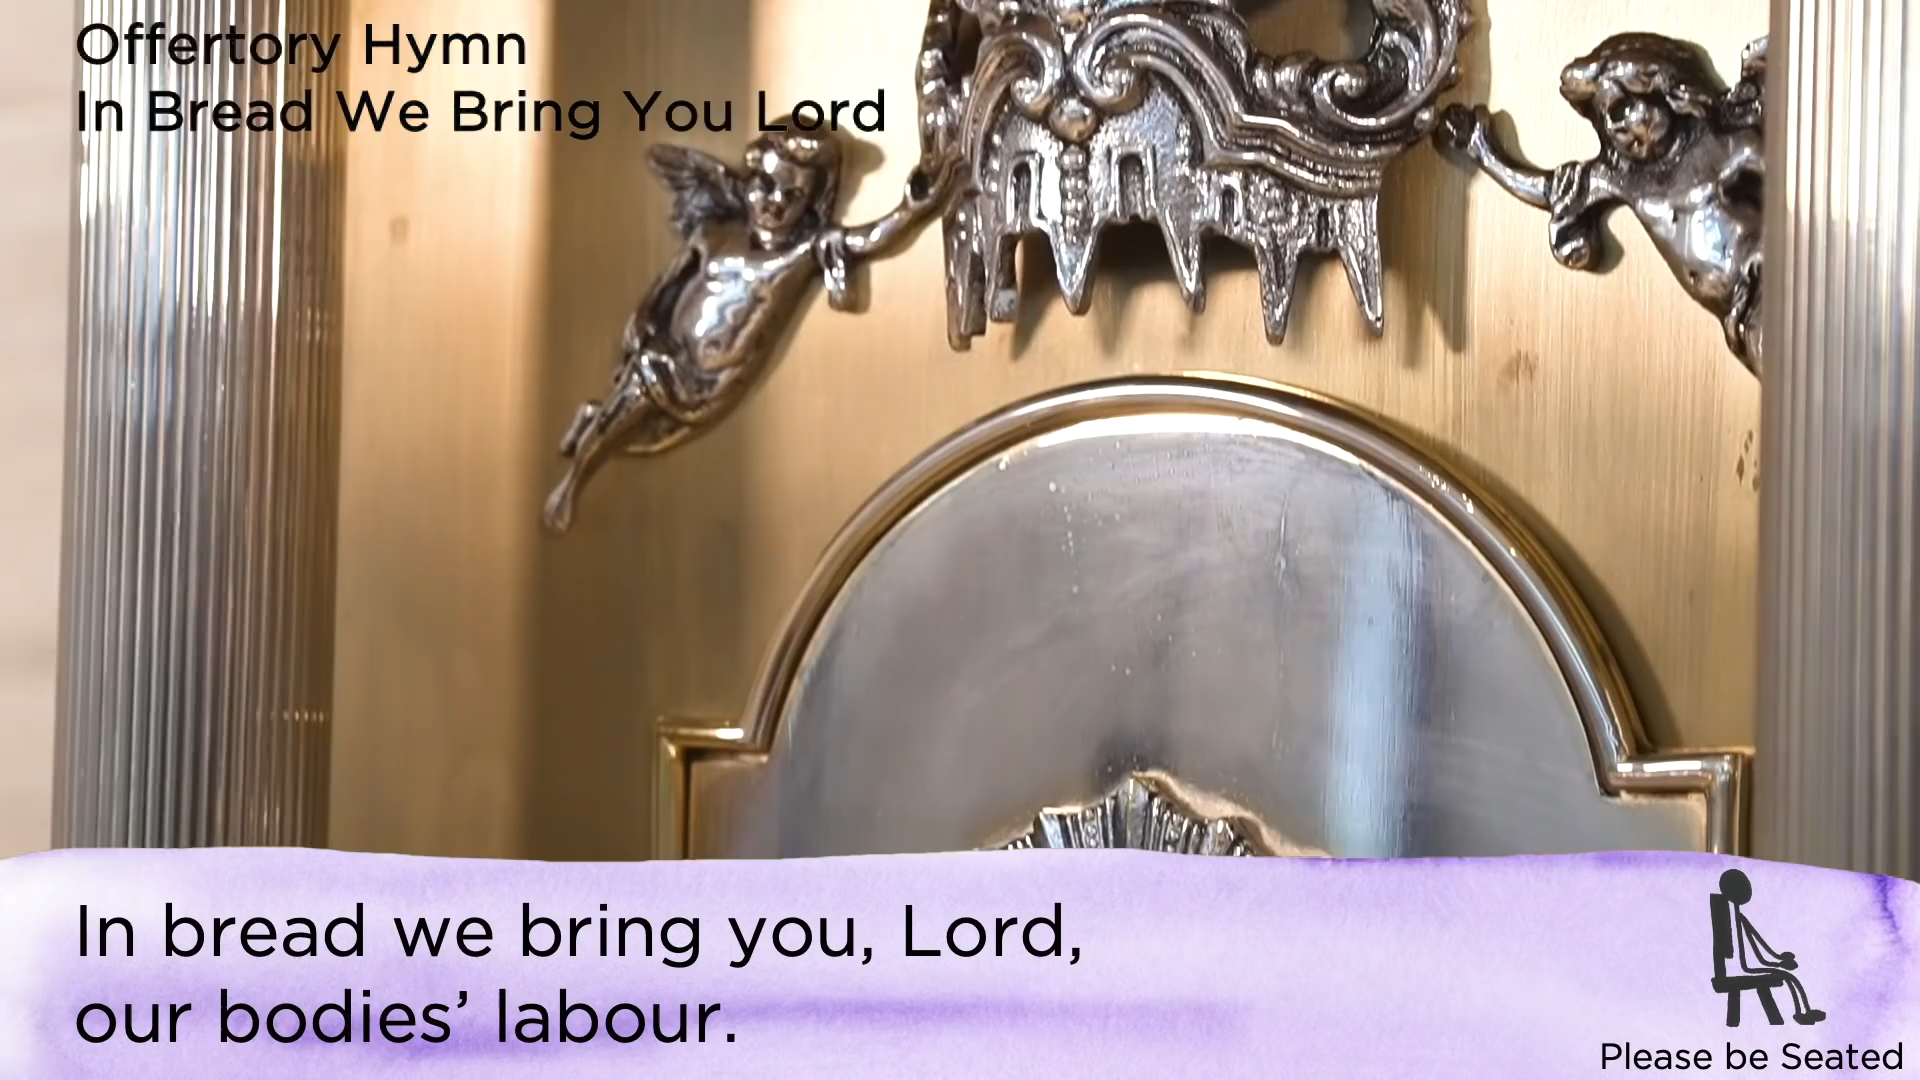 Offertory Hymn
In Bread We Bring You Lord
In bread we bring you, Lord,
our bodies’ labour.
Please be Seated